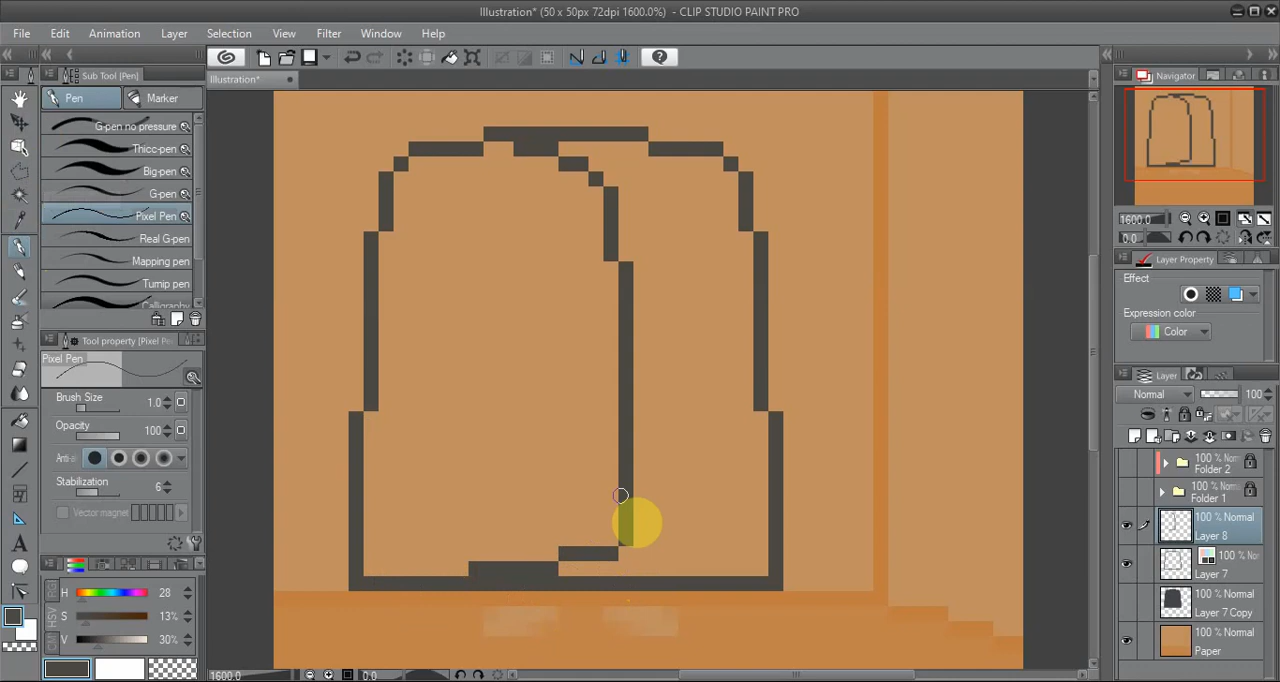 Illustration* (50 x 50px 72dpi 1600.0%) - CLIP STUDIO PAINT PRO
File Edit Animation Layer Selection View Filter Window Help
Sub Tool [Pen]
Illustration*
Navigator
Pen Marker
G-pen no pressure
Thicc-pen
Big-pen
G-pen
Pixel Pen
Real G-pen
Mapping pen
Turnip pen
Calligraphy
1600.0
0.0
Layer Property
Effect
Expression color
Color
Tool property [Pixel Pen
Pixel Pen
Brush Size 1.0
Opacity 100
Anti-a
Stabilization 6
Vector magnet
Layer
Normal 100
100 % Norm
Folder 2
100 % Norm
Folder 1
100 % Normal
Layer 8
100 % Norm
Layer 7
100 % Normal
Layer 7 Copy
100 % Normal
Paper
H 28
S 13%
V 30%
1600.0 0.0